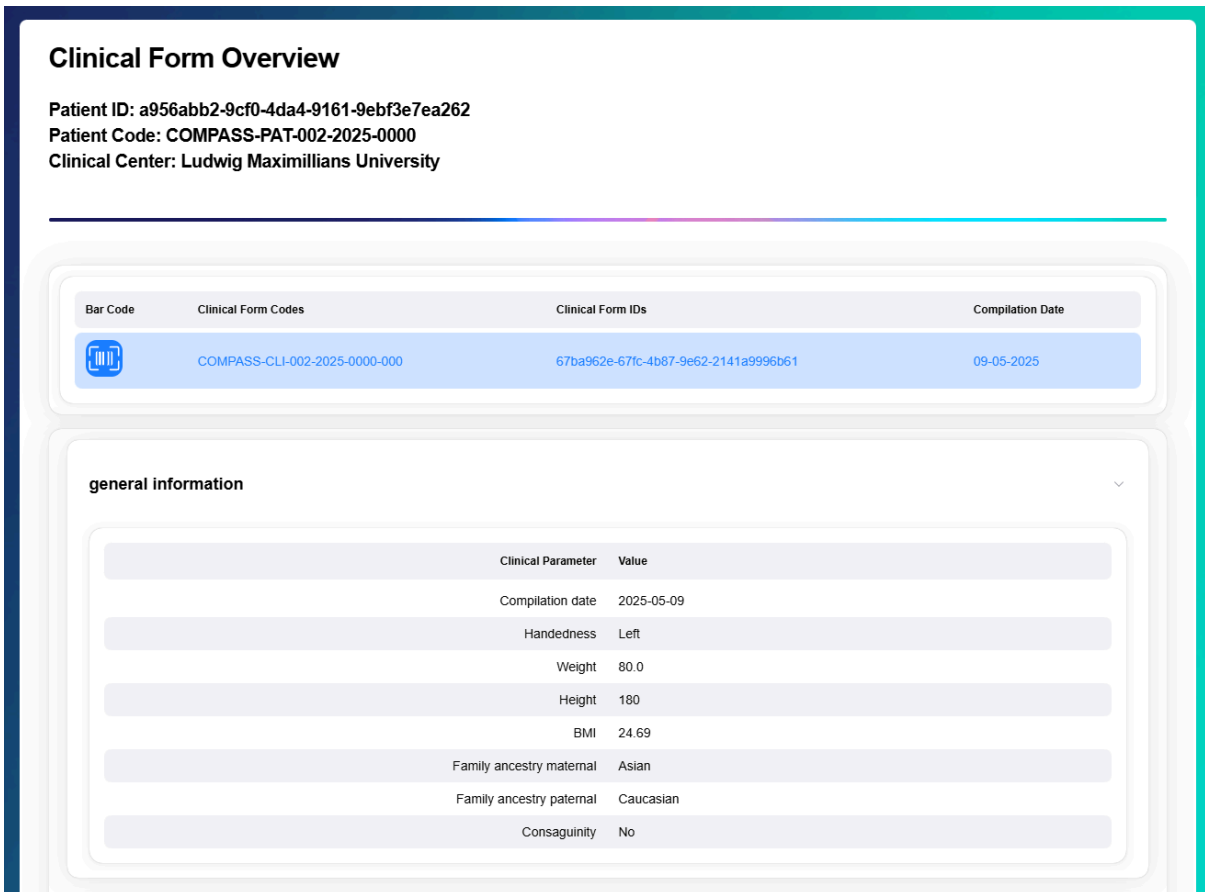 Clinical Form Overview
Patient ID: a956abb2-9cf0-4da4-9161-9ebf3e7ea262
Patient Code: COMPASS-PAT-002-2025-0000
Clinical Center: Ludwig Maximillians University
Bar Code Clinical Form Codes Clinical Form IDs Compilation Date
COMPASS-CLI-002-2025-0000-000 67ba962e-67fc-4b87-9e62-2141a9996b61 09-05-2025
general information
Clinical Parameter Value
Compilation date 2025-05-09
Handedness Left
Weight 80.0
Height 180
BMI 24.69
Family ancestry maternal Asian
Family ancestry paternal Caucasian
Consaguinity No